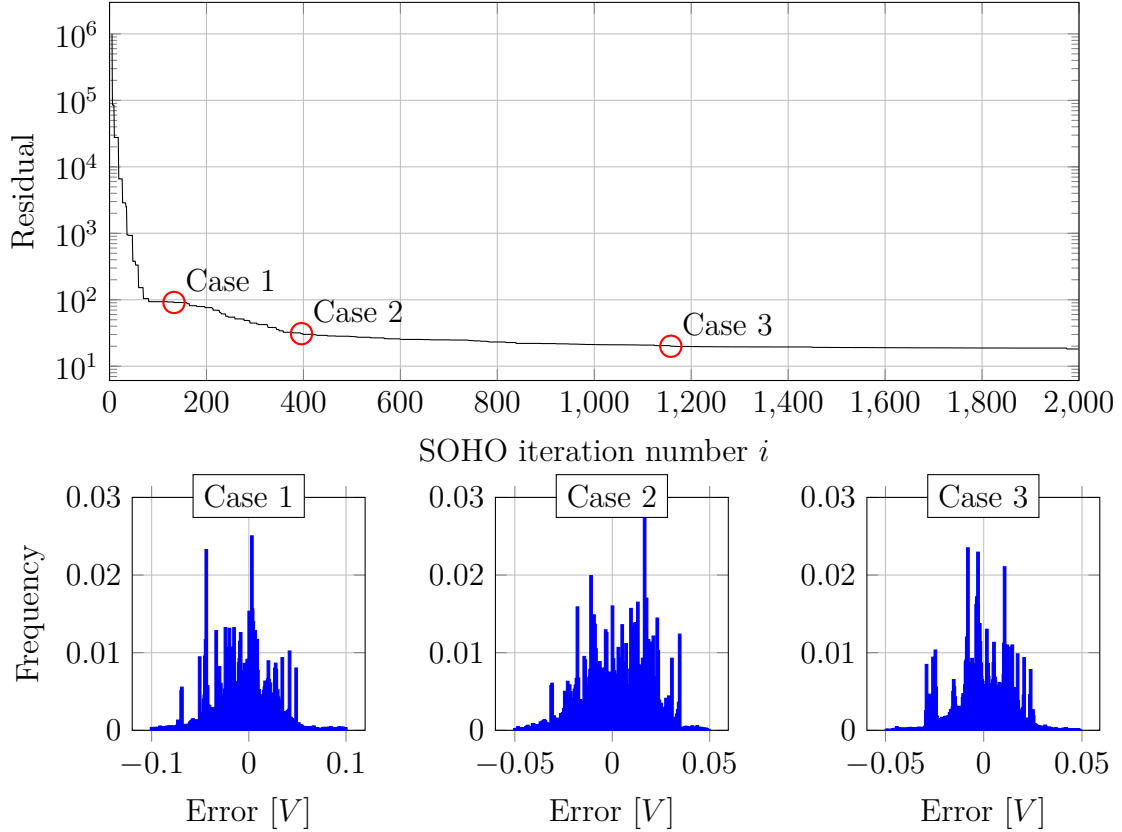 10^6
10^5
10^4
10^3
10^2
10^1
Residual
Case 1
Case 2
Case 3
0 200 400 600 800 1,000 1,200 1,400 1,600 1,800 2,000
SOHO iteration number i
Case 1 Case 2 Case 3
Frequency
0.03 0.03 0.03
0.02 0.02 0.02
0.01 0.01 0.01
0 0 0
−0.1 0 0.1 −0.05 0 0.05 −0.05 0 0.05
Error [V] Error [V] Error [V]